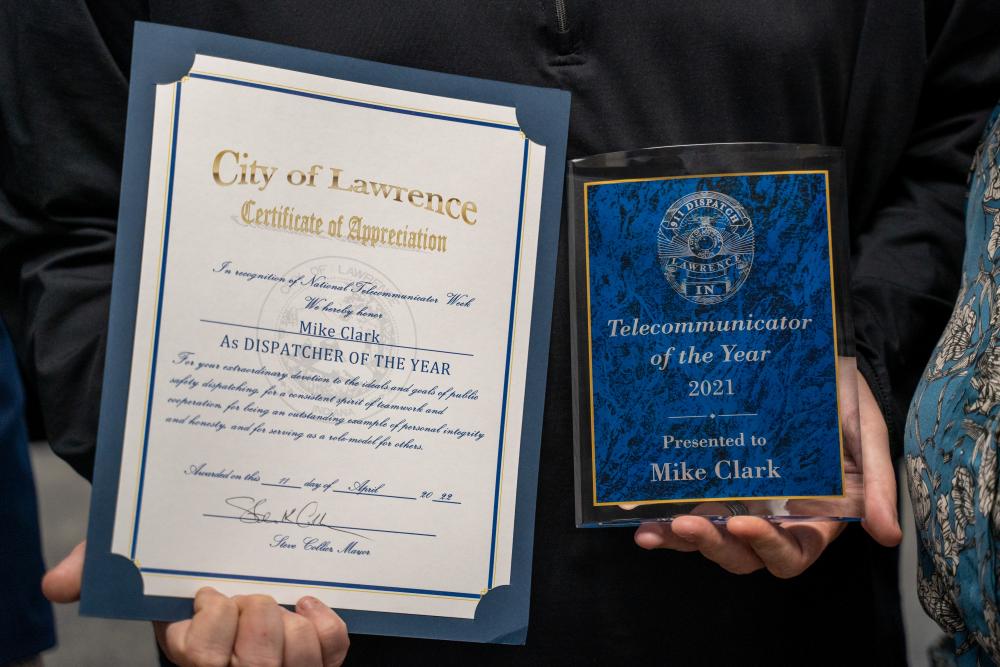 City of Lawrence
Certificate of Appreciation
In recognition of National Telecommunicator Week
We hereby honor
Mike Clark
As DISPATCHER OF THE YEAR
For your extraordinary devotion to the ideals and goals of public
safety dispatching, for a consistent spirit of teamwork and
cooperation, for being an outstanding example of personal integrity
and honesty, and for serving as a role model for others.
Awarded on this 11 day of April 20 22
Steve Collier Mayor
911 DISPATCH
LAWRENCE
IN
Telecommunicator
of the Year
2021
Presented to
Mike Clark